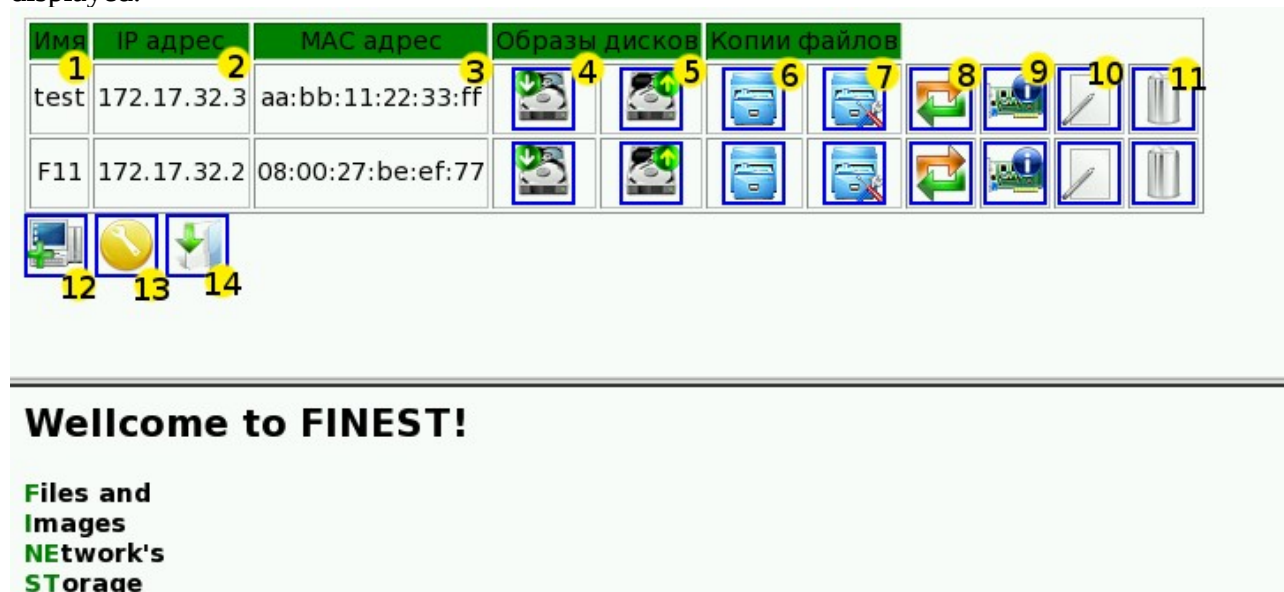 displayed.
Имя IP адрес MAC адрес Образы дисков Копии файлов
1 2 3 4 5 6 7 8 9 10 11
test 172.17.32.3 aa:bb:11:22:33:ff
F11 172.17.32.2 08:00:27:be:ef:77
12 13 14
Wellcome to FINEST!
Files and
Images
NEtwork's
STorage